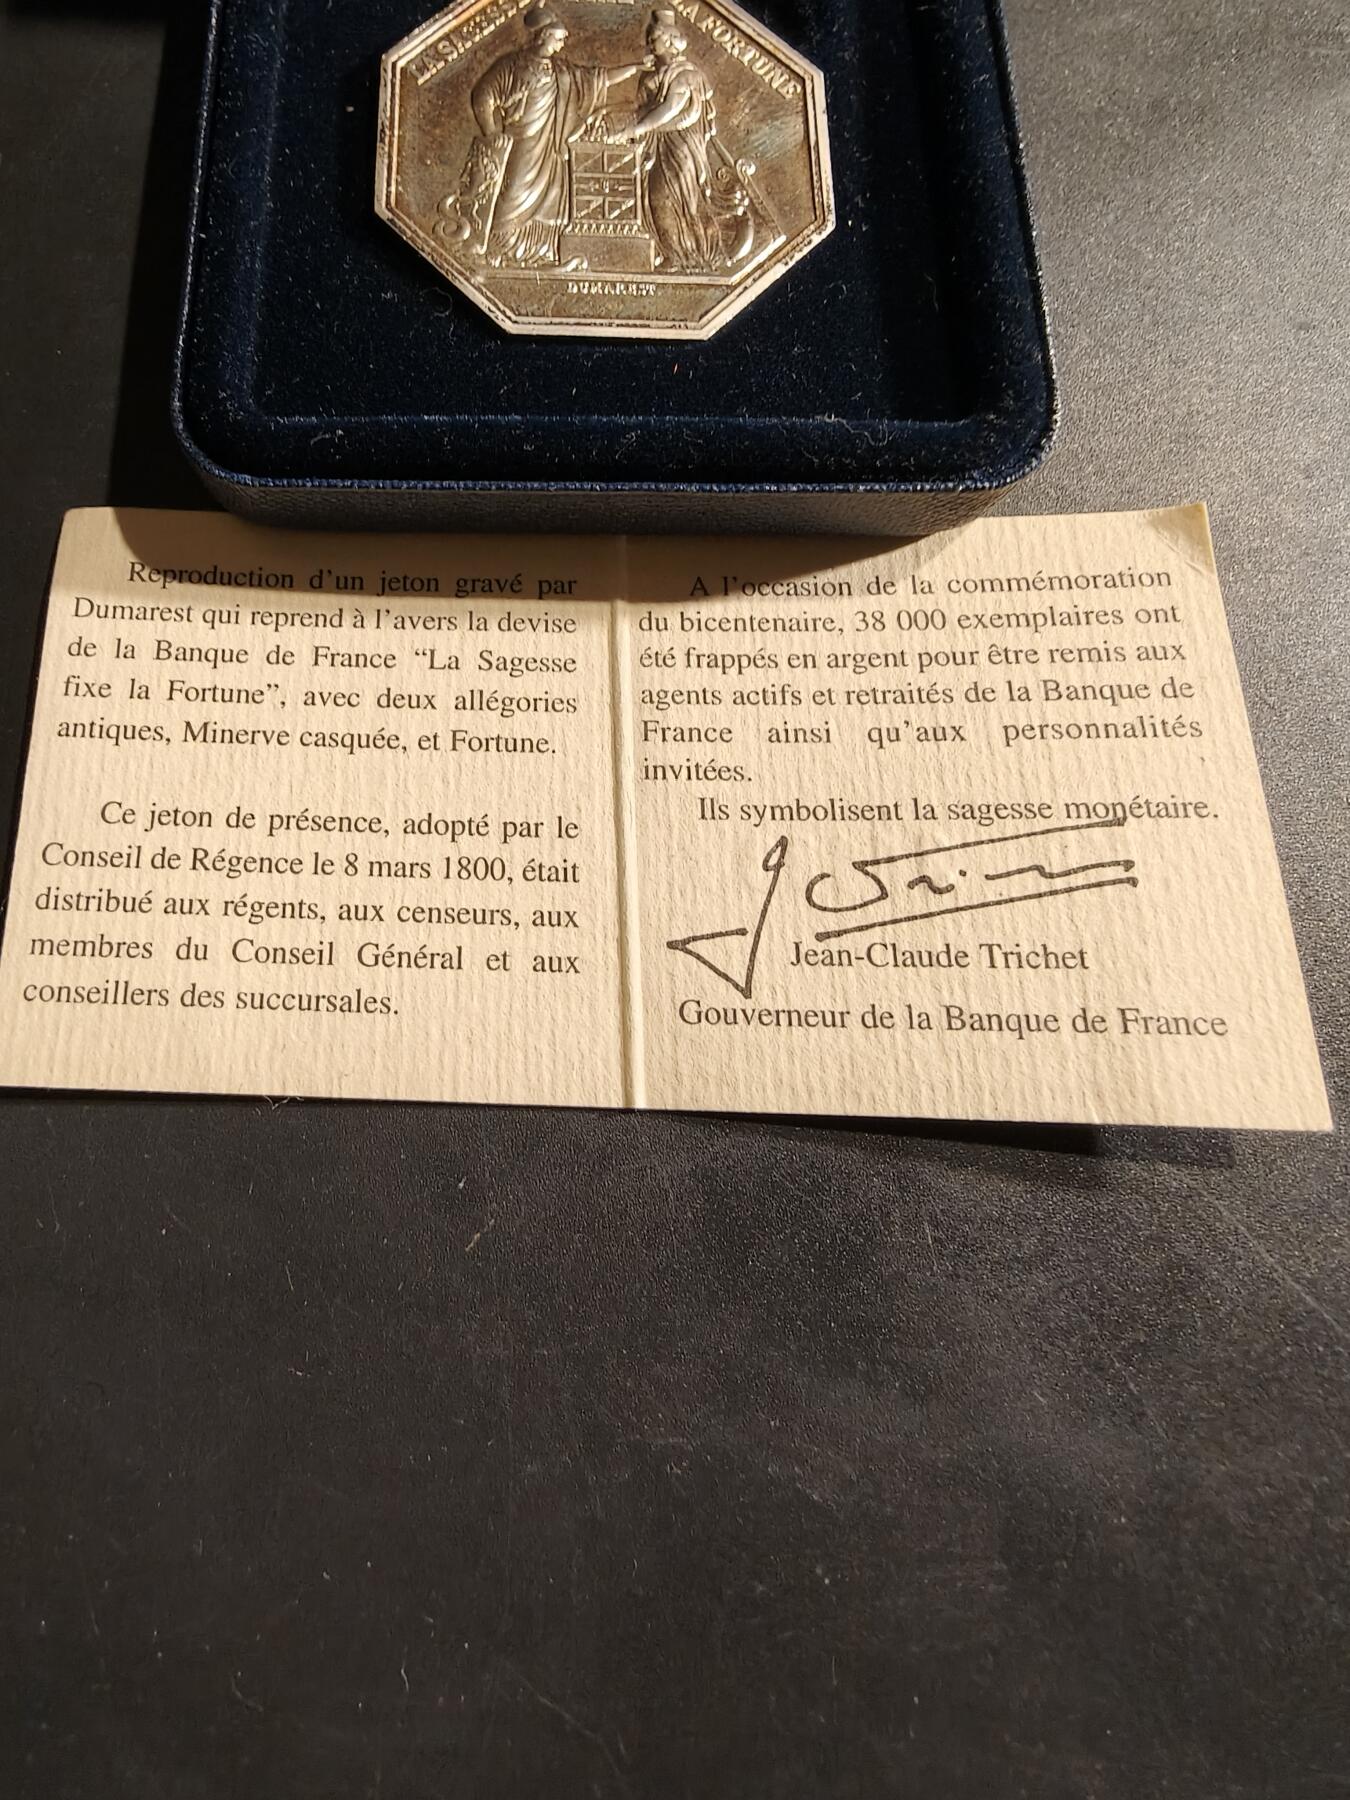 LA SAGESSE
LA FORTUNE
DUMAREST
Reproduction d'un jeton gravé par
Dumarest qui reprend à l'avers la devise
de la Banque de France “La Sagesse
fixe la Fortune”, avec deux allégories
antiques, Minerve casquée, et Fortune.
Ce jeton de présence, adopté par le
Conseil de Régence le 8 mars 1800, était
distribué aux régents, aux censeurs, aux
membres du Conseil Général et aux
conseillers des succursales.
A l'occasion de la commémoration
du bicentenaire, 38 000 exemplaires ont
été frappés en argent pour être remis aux
agents actifs et retraités de la Banque de
France ainsi qu'aux personnalités
invitées.
Ils symbolisent la sagesse monétaire.
Jean-Claude Trichet
Gouverneur de la Banque de France